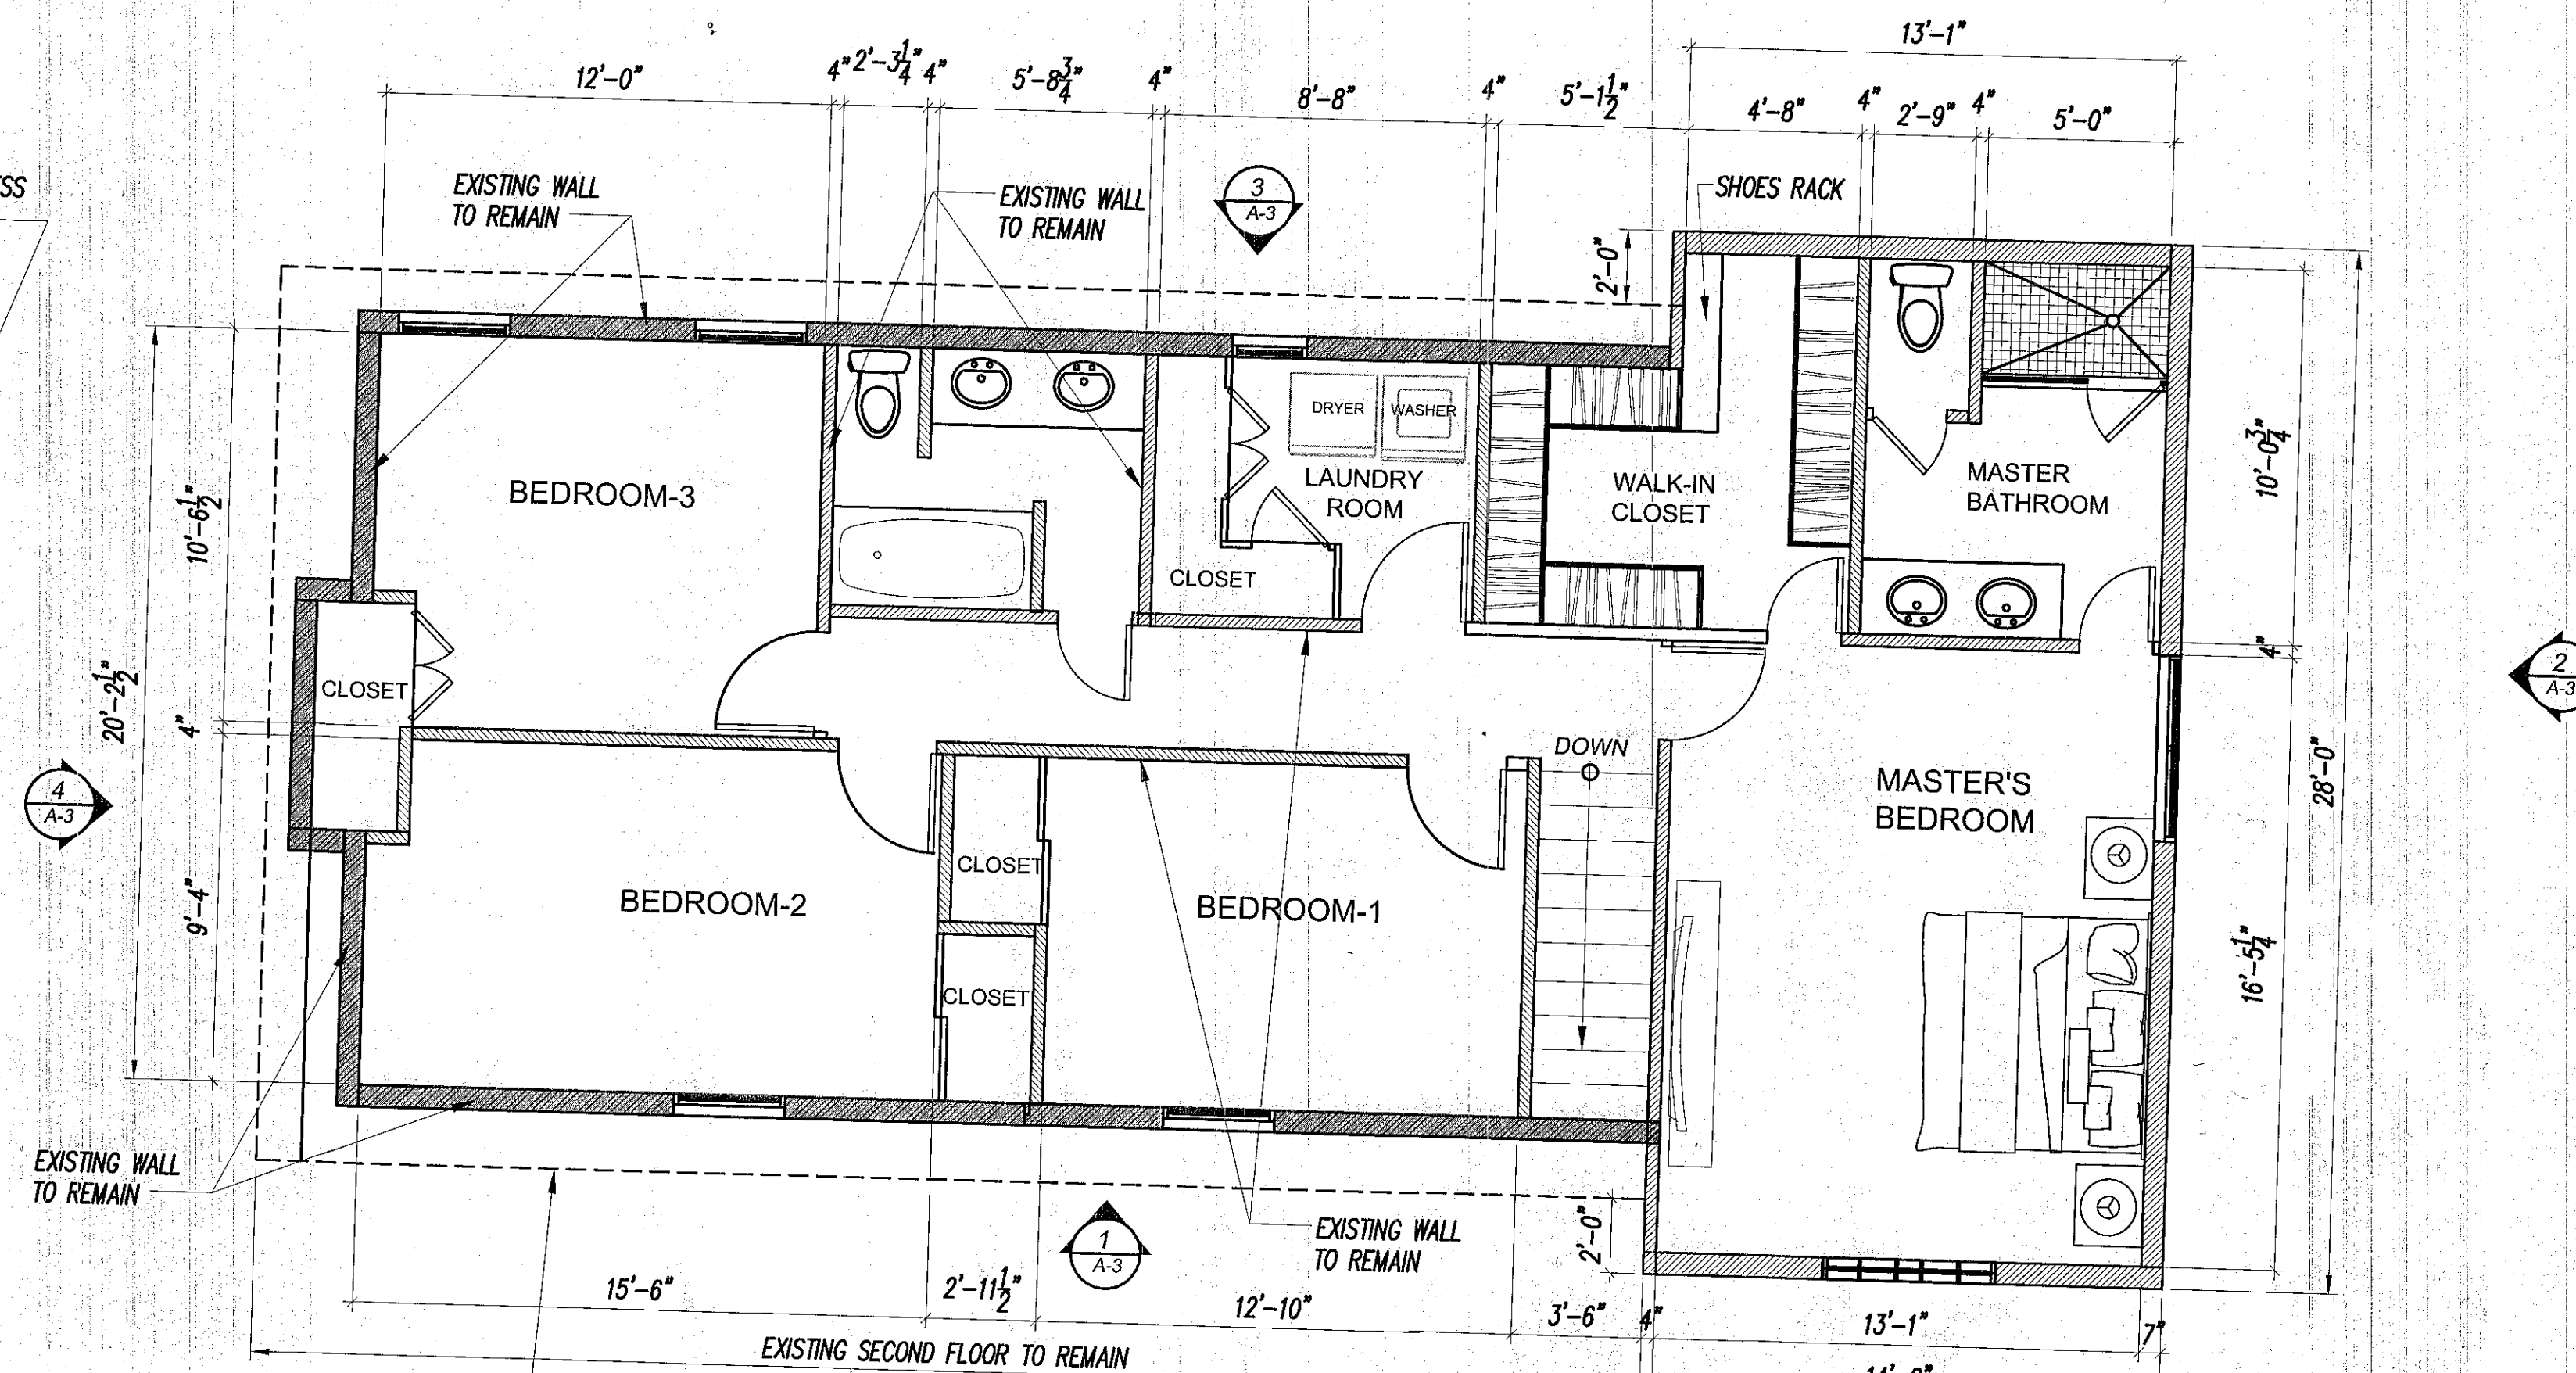 13'-1"
12'-0"
4"
2'-3 1/4"
4"
5'-8 3/4"
4"
8'-8"
4"
5'-1 1/2"
4'-8"
4"
2'-9"
4"
5'-0"
EXISTING WALL
TO REMAIN
EXISTING WALL
TO REMAIN
3
A-3
SHOES RACK
2'-0"
DRYER
WASHER
LAUNDRY
ROOM
WALK-IN
CLOSET
MASTER
BATHROOM
10'-0 3/4"
BEDROOM-3
10'-6 1/2"
CLOSET
CLOSET
20'-2 1/2"
4"
4"
2
A-3
DOWN
MASTER'S
BEDROOM
28'-0"
4
A-3
CLOSET
BEDROOM-2
BEDROOM-1
9'-4"
CLOSET
16'-5 1/4"
EXISTING WALL
TO REMAIN
1
A-3
EXISTING WALL
TO REMAIN
2'-0"
15'-6"
2'-11 1/2"
12'-10"
3'-6"
4"
13'-1"
7"
EXISTING SECOND FLOOR TO REMAIN